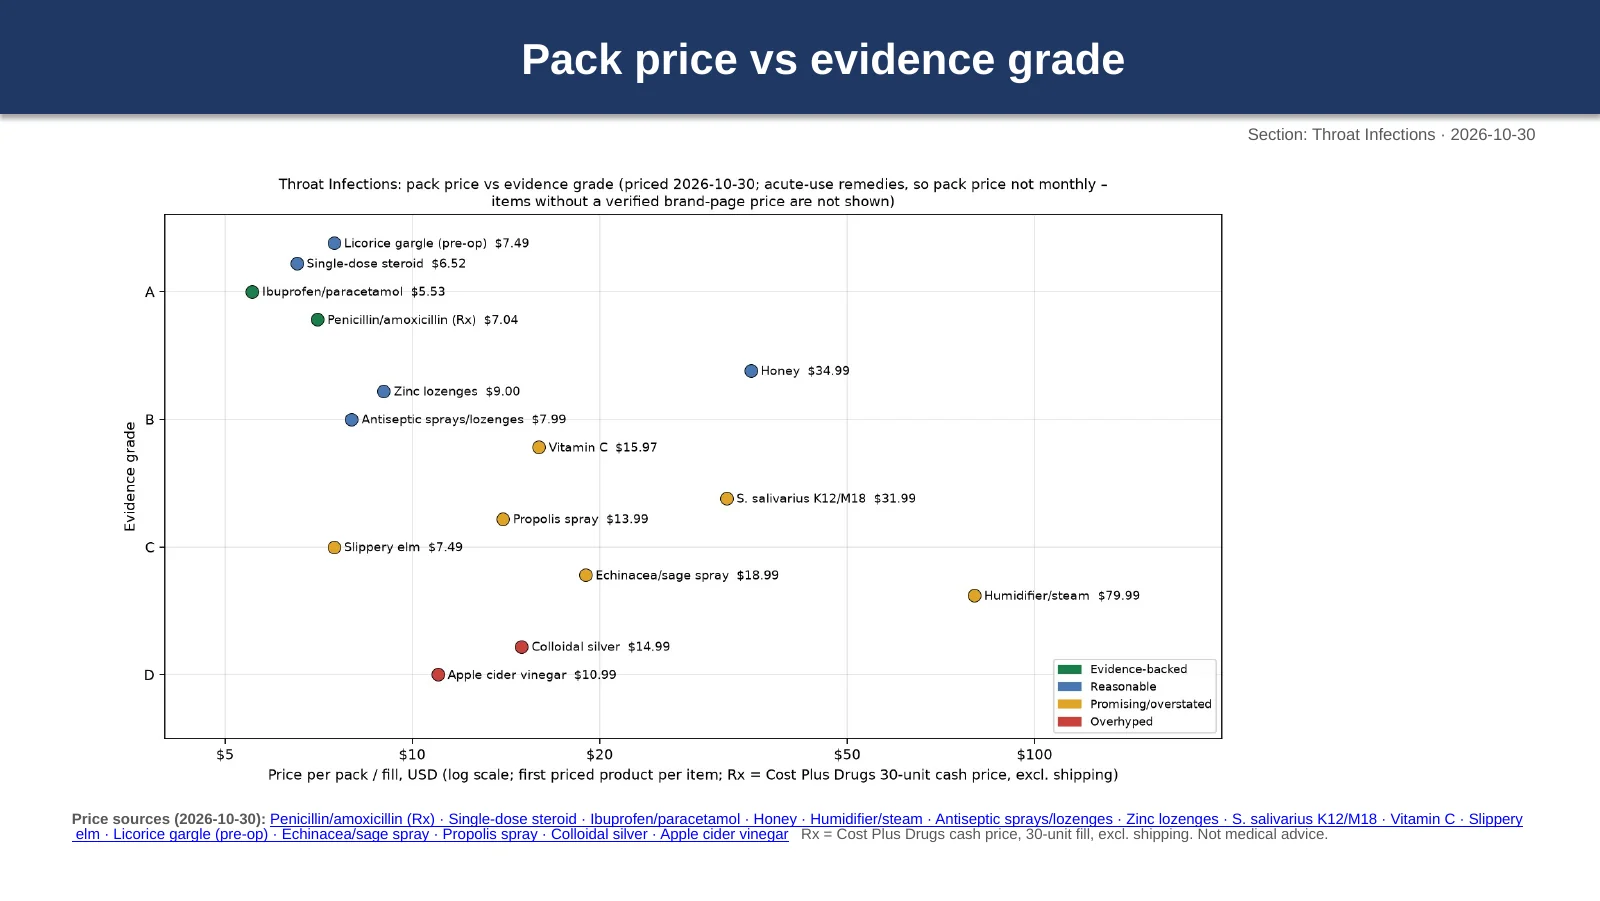 Pack price vs evidence grade
Section: Throat Infections · 2026-10-30
Throat Infections: pack price vs evidence grade (priced 2026-10-30; acute-use remedies, so pack price not monthly –
items without a verified brand-page price are not shown)
Licorice gargle (pre-op) $7.49
Single-dose steroid $6.52
A
Ibuprofen/paracetamol $5.53
Penicillin/amoxicillin (Rx) $7.04
Honey $34.99
Zinc lozenges $9.00
B
Antiseptic sprays/lozenges $7.99
Vitamin C $15.97
Evidence grade
S. salivarius K12/M18 $31.99
Propolis spray $13.99
C
Slippery elm $7.49
Echinacea/sage spray $18.99
Humidifier/steam $79.99
Colloidal silver $14.99
D
Apple cider vinegar $10.99
Evidence-backed
Reasonable
Promising/overstated
Overhyped
$5 $10 $20 $50 $100
Price per pack / fill, USD (log scale; first priced product per item; Rx = Cost Plus Drugs 30-unit cash price, excl. shipping)
Price sources (2026-10-30): Penicillin/amoxicillin (Rx) · Single-dose steroid · Ibuprofen/paracetamol · Honey · Humidifier/steam · Antiseptic sprays/lozenges · Zinc lozenges · S. salivarius K12/M18 · Vitamin C · Slippery
elm · Licorice gargle (pre-op) · Echinacea/sage spray · Propolis spray · Colloidal silver · Apple cider vinegar Rx = Cost Plus Drugs cash price, 30-unit fill, excl. shipping. Not medical advice.